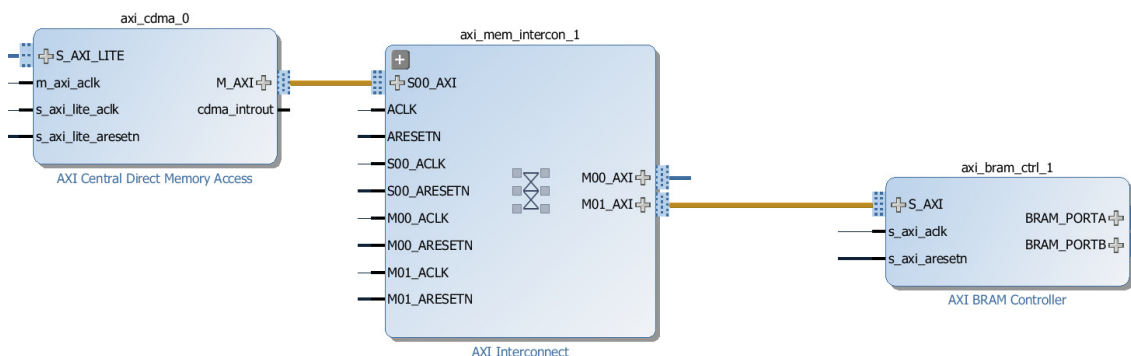 axi_cdma_0
S_AXI_LITE
m_axi_aclk
M_AXI
s_axi_lite_aclk
cdma_introut
s_axi_lite_aresetn
AXI Central Direct Memory Access
axi_mem_intercon_1
S00_AXI
ACLK
ARESETN
S00_ACLK
S00_ARESETN
M00_ACLK
M00_ARESETN
M01_ACLK
M01_ARESETN
M00_AXI
M01_AXI
AXI Interconnect
axi_bram_ctrl_1
S_AXI
s_axi_aclk
s_axi_aresetn
BRAM_PORTA
BRAM_PORTB
AXI BRAM Controller